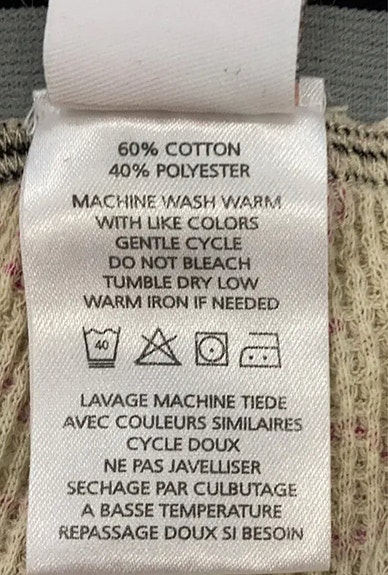 60% COTTON
40% POLYESTER
MACHINE WASH WARM
WITH LIKE COLORS
GENTLE CYCLE
DO NOT BLEACH
TUMBLE DRY LOW
WARM IRON IF NEEDED
40
LAVAGE MACHINE TIEDE
AVEC COULEURS SIMILAIRES
CYCLE DOUX
NE PAS JAVELLISER
SECHAGE PAR CULBUTAGE
A BASSE TEMPERATURE
REPASSAGE DOUX SI BESOIN